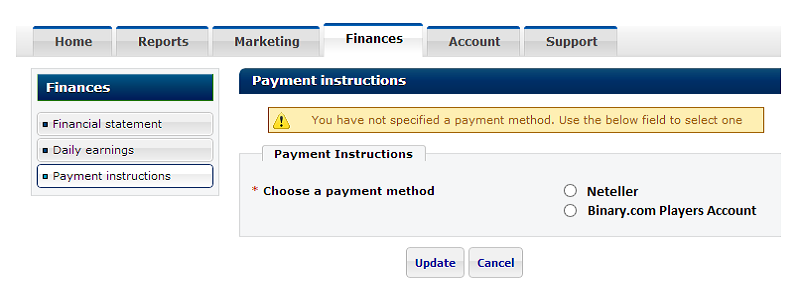 Home Reports Marketing Finances Account Support
Finances
Financial statement
Daily earnings
Payment instructions
Payment instructions
You have not specified a payment method. Use the below field to select one
Payment Instructions
* Choose a payment method
Neteller
Binary.com Players Account
Update Cancel